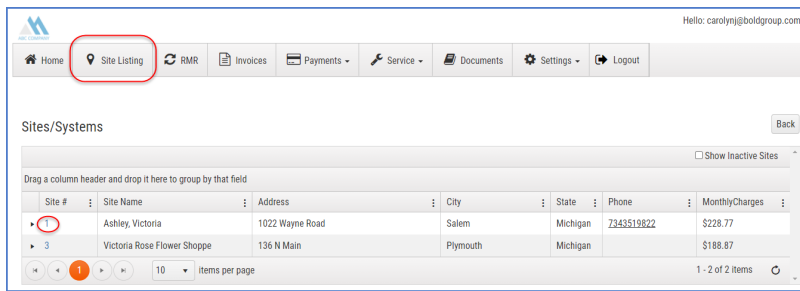 Hello: carolynj@boldgroup.com
ABC COMPANY
Home Site Listing RMR Invoices Payments Service Documents Settings Logout
Sites/Systems Back
Show Inactive Sites
Drag a column header and drop it here to group by that field
Site # Site Name Address City State Phone MonthlyCharges
1 Ashley, Victoria 1022 Wayne Road Salem Michigan 7343519822 $228.77
3 Victoria Rose Flower Shoppe 136 N Main Plymouth Michigan $188.87
1 10 items per page 1 - 2 of 2 items